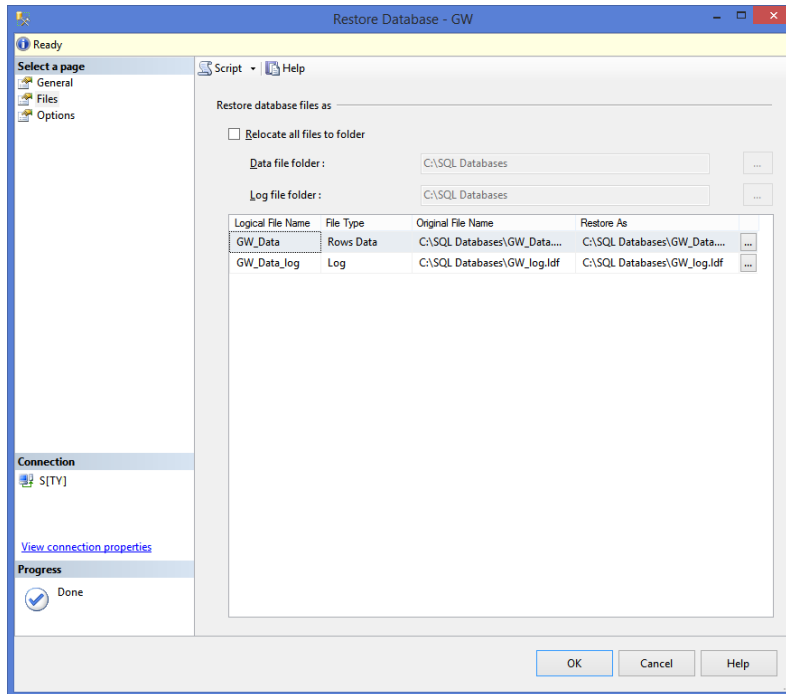 Restore Database - GW
Ready
Select a page
General
Files
Options
Script Help
Restore database files as
Relocate all files to folder
Data file folder :
C:\SQL Databases
...
Log file folder :
C:\SQL Databases
...
Logical File Name File Type Original File Name Restore As
GW_Data Rows Data C:\SQL Databases\GW_Data.... C:\SQL Databases\GW_Data.... ...
GW_Data_log Log C:\SQL Databases\GW_log.ldf C:\SQL Databases\GW_log.ldf ...
Connection
S[TY]
View connection properties
Progress
Done
OK Cancel Help